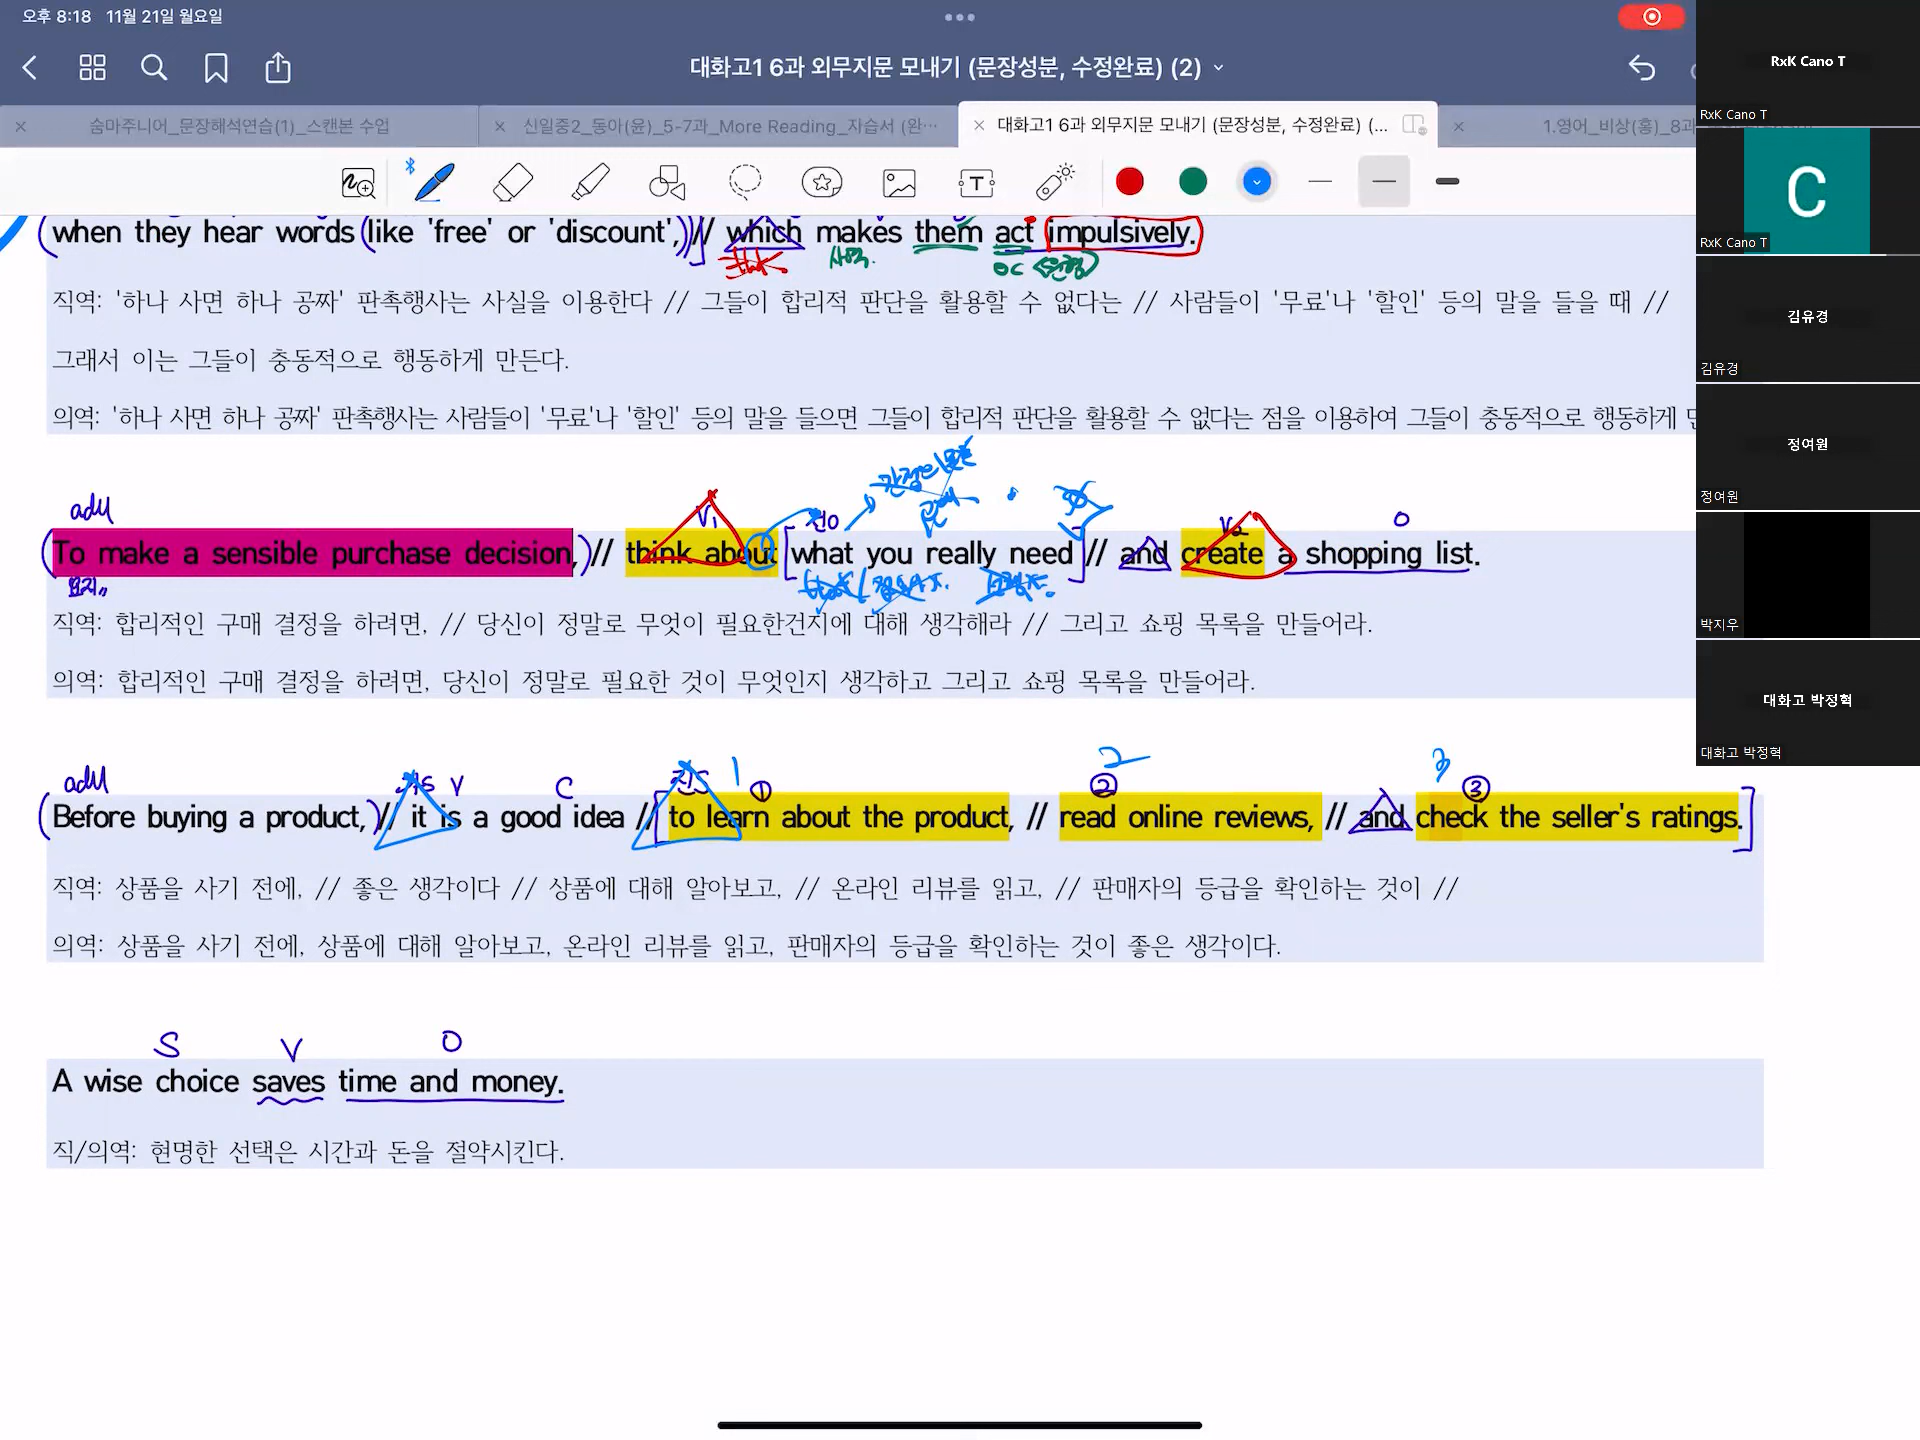 오후 8:18 11월 21일 월요일
대화고1 6과 외무지문 모내기 (문장성분, 수정완료) (2)
숨마주니어_문장해석연습(1)_스캔본 수업
신일중2_동아(윤)_5-7과_More Reading_자습서 (완…
대화고1 6과 외무지문 모내기 (문장성분, 수정완료) (…
1.영어_비상(홍)_8과
(when they hear words (like 'free' or 'discount',))// which makes them act impulsively.
사역. oc (원형)
직역: '하나 사면 하나 공짜' 판촉행사는 사실을 이용한다 // 그들이 합리적 판단을 활용할 수 없다는 // 사람들이 '무료'나 '할인' 등의 말을 들을 때 //
그래서 이는 그들이 충동적으로 행동하게 만든다.
의역: '하나 사면 하나 공짜' 판촉행사는 사람들이 '무료'나 '할인' 등의 말을 들으면 그들이 합리적 판단을 활용할 수 없다는 점을 이용하여 그들이 충동적으로 행동하게
adv V1 전O V2 O
(To make a sensible purchase decision,)// think about [what you really need] // and create a shopping list.
직역: 합리적인 구매 결정을 하려면, // 당신이 정말로 무엇이 필요한건지에 대해 생각해라 // 그리고 쇼핑 목록을 만들어라.
의역: 합리적인 구매 결정을 하려면, 당신이 정말로 필요한 것이 무엇인지 생각하고 그리고 쇼핑 목록을 만들어라.
adv V C 1 ① 2 ② 3 ③
(Before buying a product,)// it is a good idea //[to learn about the product, // read online reviews, // and check the seller's ratings.]
직역: 상품을 사기 전에, // 좋은 생각이다 // 상품에 대해 알아보고, // 온라인 리뷰를 읽고, // 판매자의 등급을 확인하는 것이 //
의역: 상품을 사기 전에, 상품에 대해 알아보고, 온라인 리뷰를 읽고, 판매자의 등급을 확인하는 것이 좋은 생각이다.
S V O
A wise choice saves time and money.
직/의역: 현명한 선택은 시간과 돈을 절약시킨다.
RxK Cano T
RxK Cano T
C
RxK Cano T
김유경
김유경
정여원
정여원
박지우
대화고 박정혁
대화고 박정혁